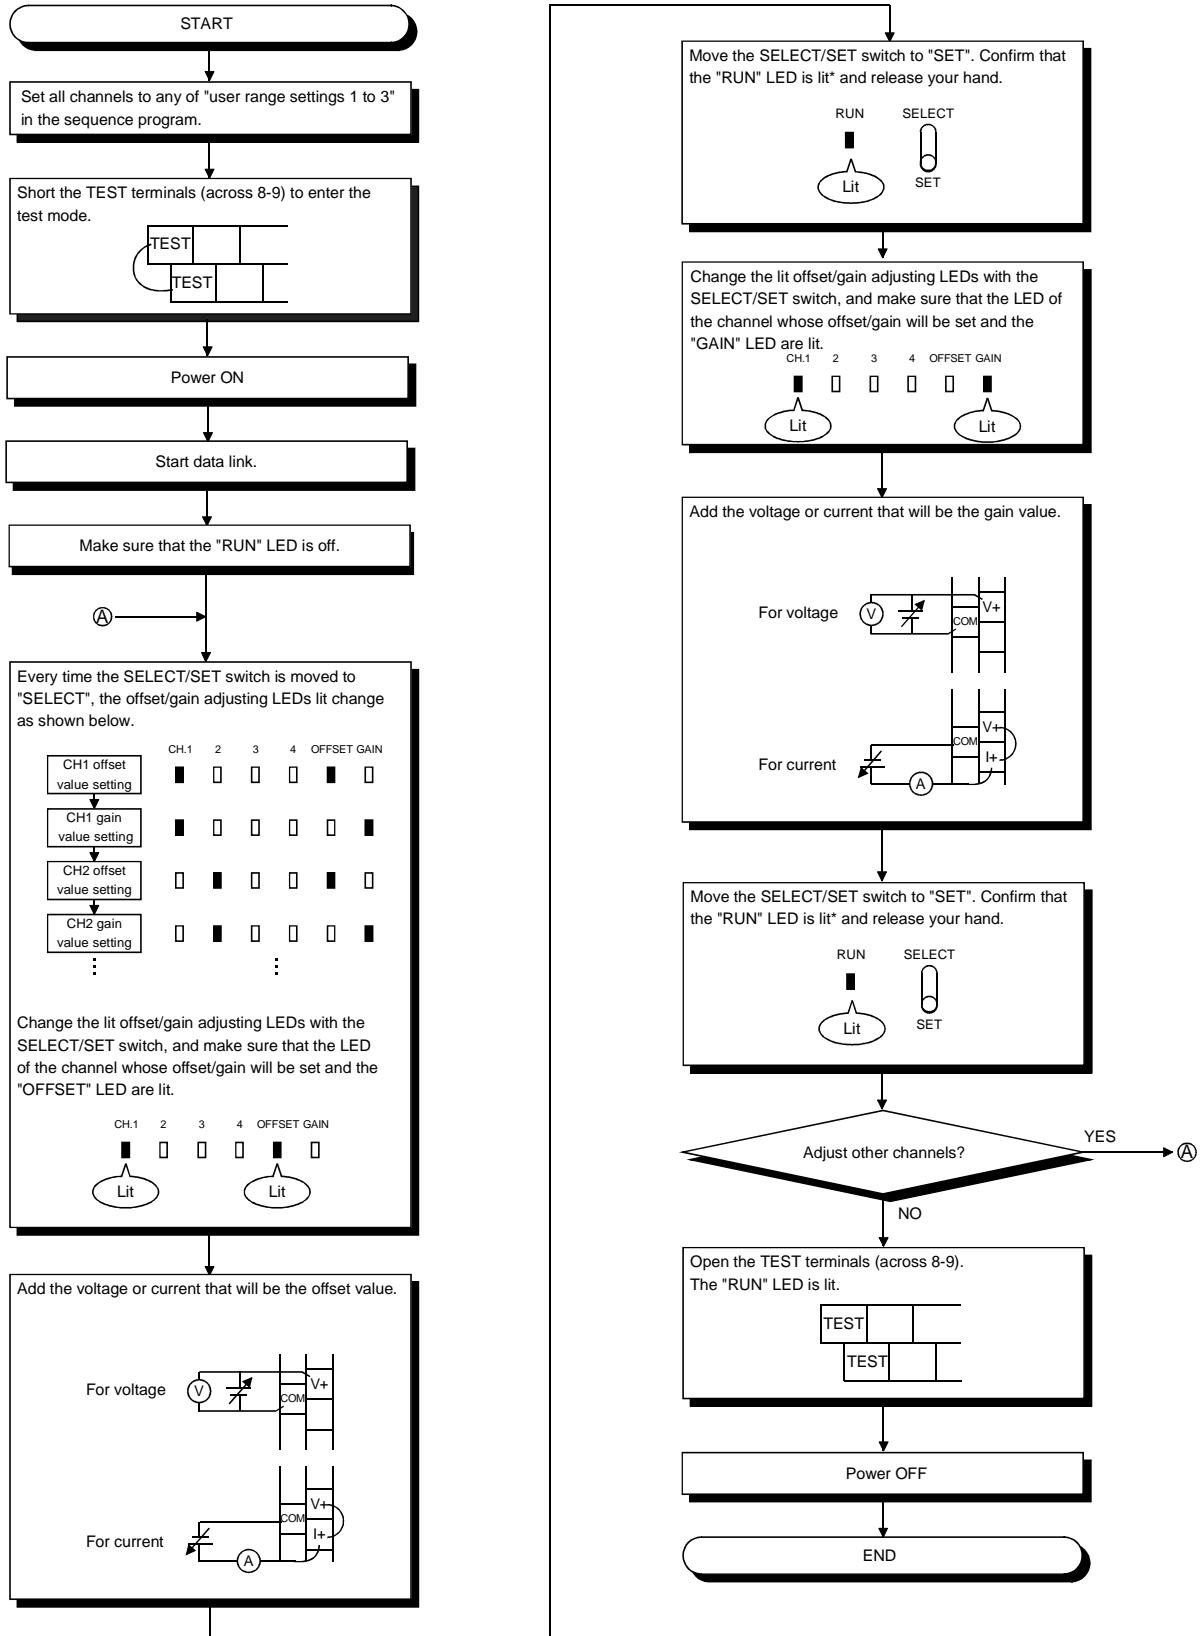 START
Set all channels to any of "user range settings 1 to 3"
in the sequence program.
Short the TEST terminals (across 8-9) to enter the
test mode.
TEST
TEST
Power ON
Start data link.
Make sure that the "RUN" LED is off.
A
Every time the SELECT/SET switch is moved to
"SELECT", the offset/gain adjusting LEDs lit change
as shown below.
CH.1 2 3 4 OFFSET GAIN
CH1 offset
value setting
CH1 gain
value setting
CH2 offset
value setting
CH2 gain
value setting
Change the lit offset/gain adjusting LEDs with the
SELECT/SET switch, and make sure that the LED
of the channel whose offset/gain will be set and the
"OFFSET" LED are lit.
CH.1 2 3 4 OFFSET GAIN
Lit Lit
Add the voltage or current that will be the offset value.
For voltage V COM V+
For current A COM V+ I+
Move the SELECT/SET switch to "SET". Confirm that
the "RUN" LED is lit* and release your hand.
RUN SELECT
Lit SET
Change the lit offset/gain adjusting LEDs with the
SELECT/SET switch, and make sure that the LED of
the channel whose offset/gain will be set and the
"GAIN" LED are lit.
CH.1 2 3 4 OFFSET GAIN
Lit Lit
Add the voltage or current that will be the gain value.
For voltage V COM V+
For current A COM V+ I+
Move the SELECT/SET switch to "SET". Confirm that
the "RUN" LED is lit* and release your hand.
RUN SELECT
Lit SET
Adjust other channels?
YES
A
NO
Open the TEST terminals (across 8-9).
The "RUN" LED is lit.
TEST
TEST
Power OFF
END